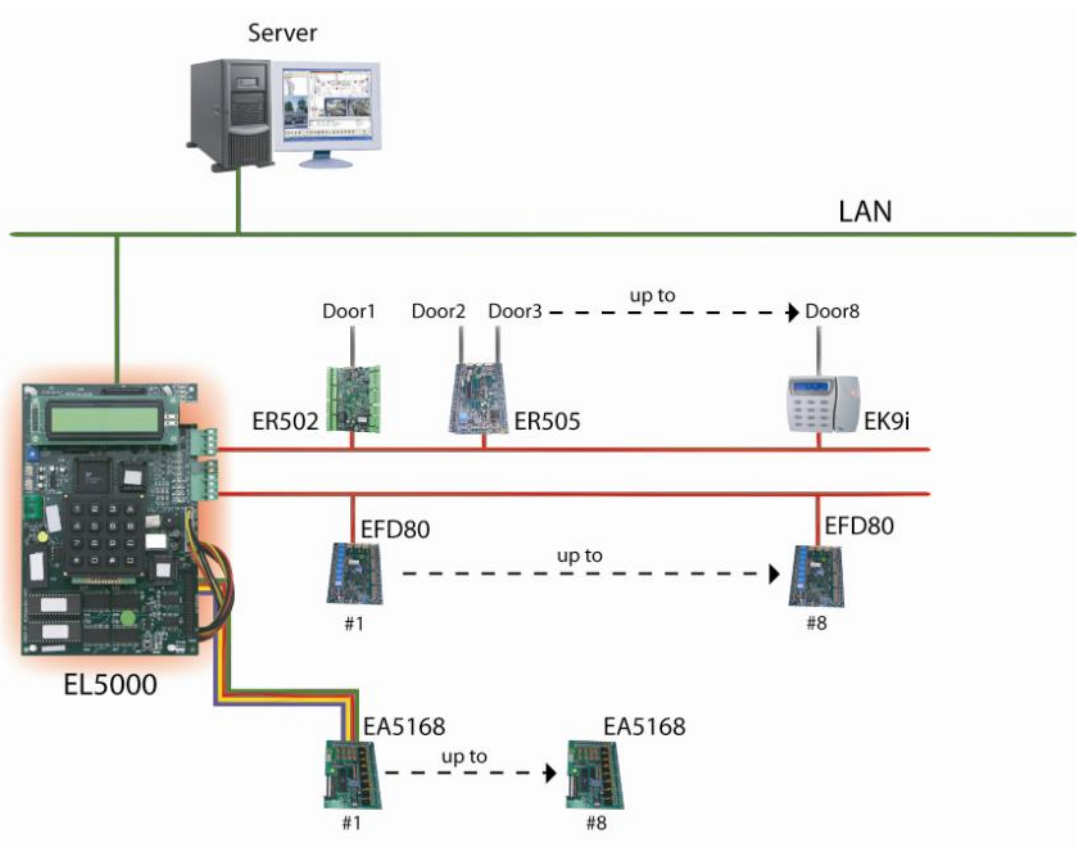 Server
LAN
Door1
Door2
Door3
up to
Door8
ER502
ER505
EK9i
EFD80
up to
EFD80
#1
#8
EL5000
EA5168
up to
EA5168
#1
#8